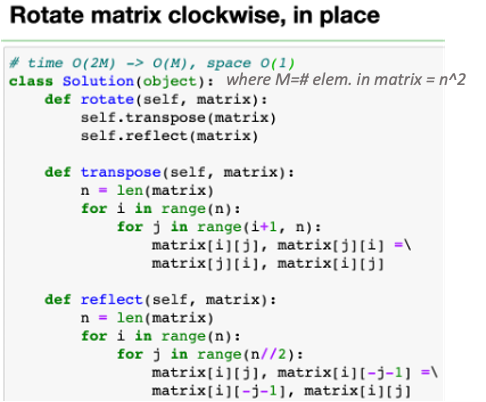 Rotate matrix clockwise, in place
# time O(2M) -> O(M), space O(1)
class Solution(object): where M=# elem. in matrix = n^2
    def rotate(self, matrix):
        self.transpose(matrix)
        self.reflect(matrix)

    def transpose(self, matrix):
        n = len(matrix)
        for i in range(n):
            for j in range(i+1, n):
                matrix[i][j], matrix[j][i] =\
                matrix[j][i], matrix[i][j]

    def reflect(self, matrix):
        n = len(matrix)
        for i in range(n):
            for j in range(n//2):
                matrix[i][j], matrix[i][-j-1] =\
                matrix[i][-j-1], matrix[i][j]